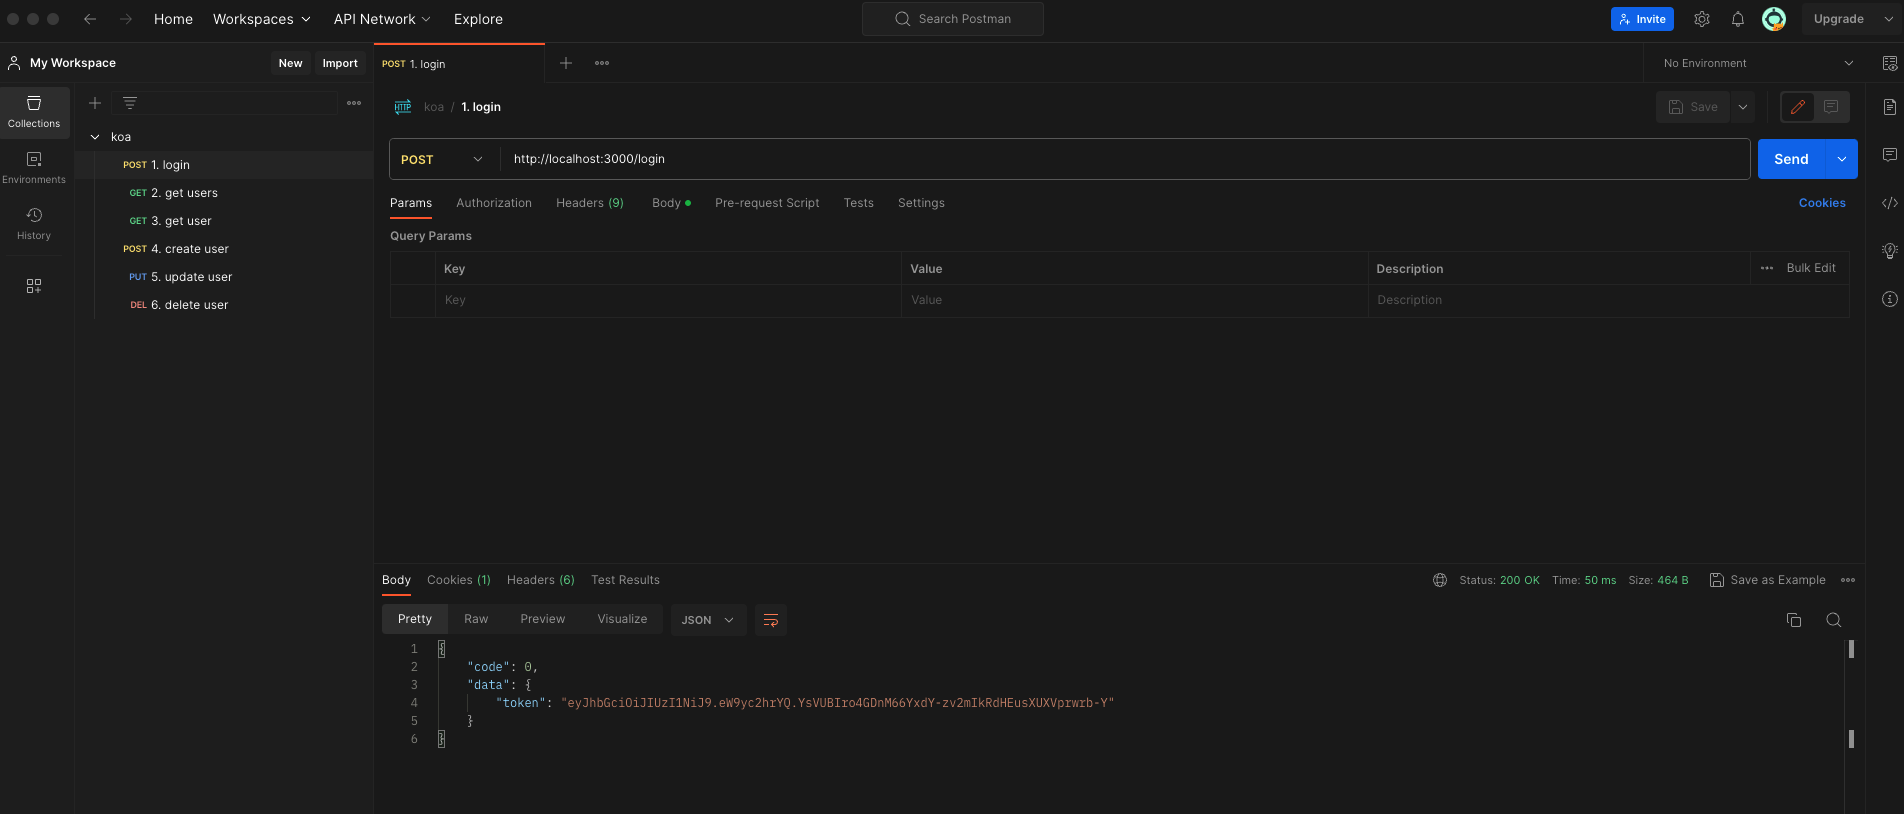 Home Workspaces API Network Explore Search Postman Invite Upgrade
My Workspace New Import POST 1. login No Environment
Collections
Environments
History
koa
POST 1. login
GET 2. get users
GET 3. get user
POST 4. create user
PUT 5. update user
DEL 6. delete user
HTTP koa / 1. login Save
POST http://localhost:3000/login Send
Params Authorization Headers (9) Body Pre-request Script Tests Settings Cookies
Query Params
Key Value Description Bulk Edit
Key Value Description
Body Cookies (1) Headers (6) Test Results Status: 200 OK Time: 50 ms Size: 464 B Save as Example
Pretty Raw Preview Visualize JSON
1 {
2 "code": 0,
3 "data": {
4 "token": "eyJhbGciOiJIUzI1NiJ9.eW9yc2hrYQ.YsVUBIro4GDnM66YxdY-zv2mIkRdHEusXUXVprwrb-Y"
5 }
6 }